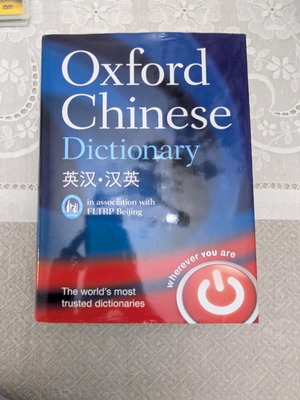 DVD
Oxford
Chinese
Dictionary
英汉·汉英
in association with
FLTRP Beijing
wherever YOU are
The world's most
trusted dictionaries